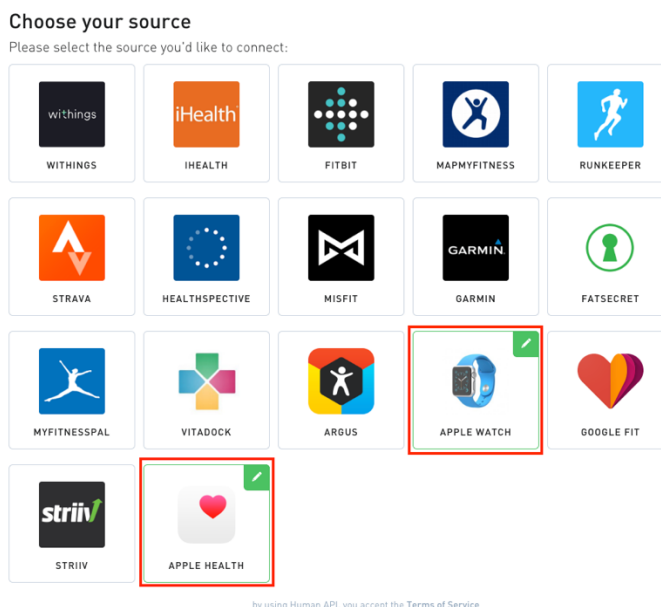 Choose your source
Please select the source you'd like to connect:
withings
iHealth
WITHINGS
IHEALTH
FITBIT
MAPMYFITNESS
RUNKEEPER
GARMIN
STRAVA
HEALTHSPECTIVE
MISFIT
GARMIN
FATSECRET
MYFITNESSPAL
VITADOCK
ARGUS
APPLE WATCH
GOOGLE FIT
striiv
STRIIV
APPLE HEALTH
by using Human API, you accept the Terms of Service